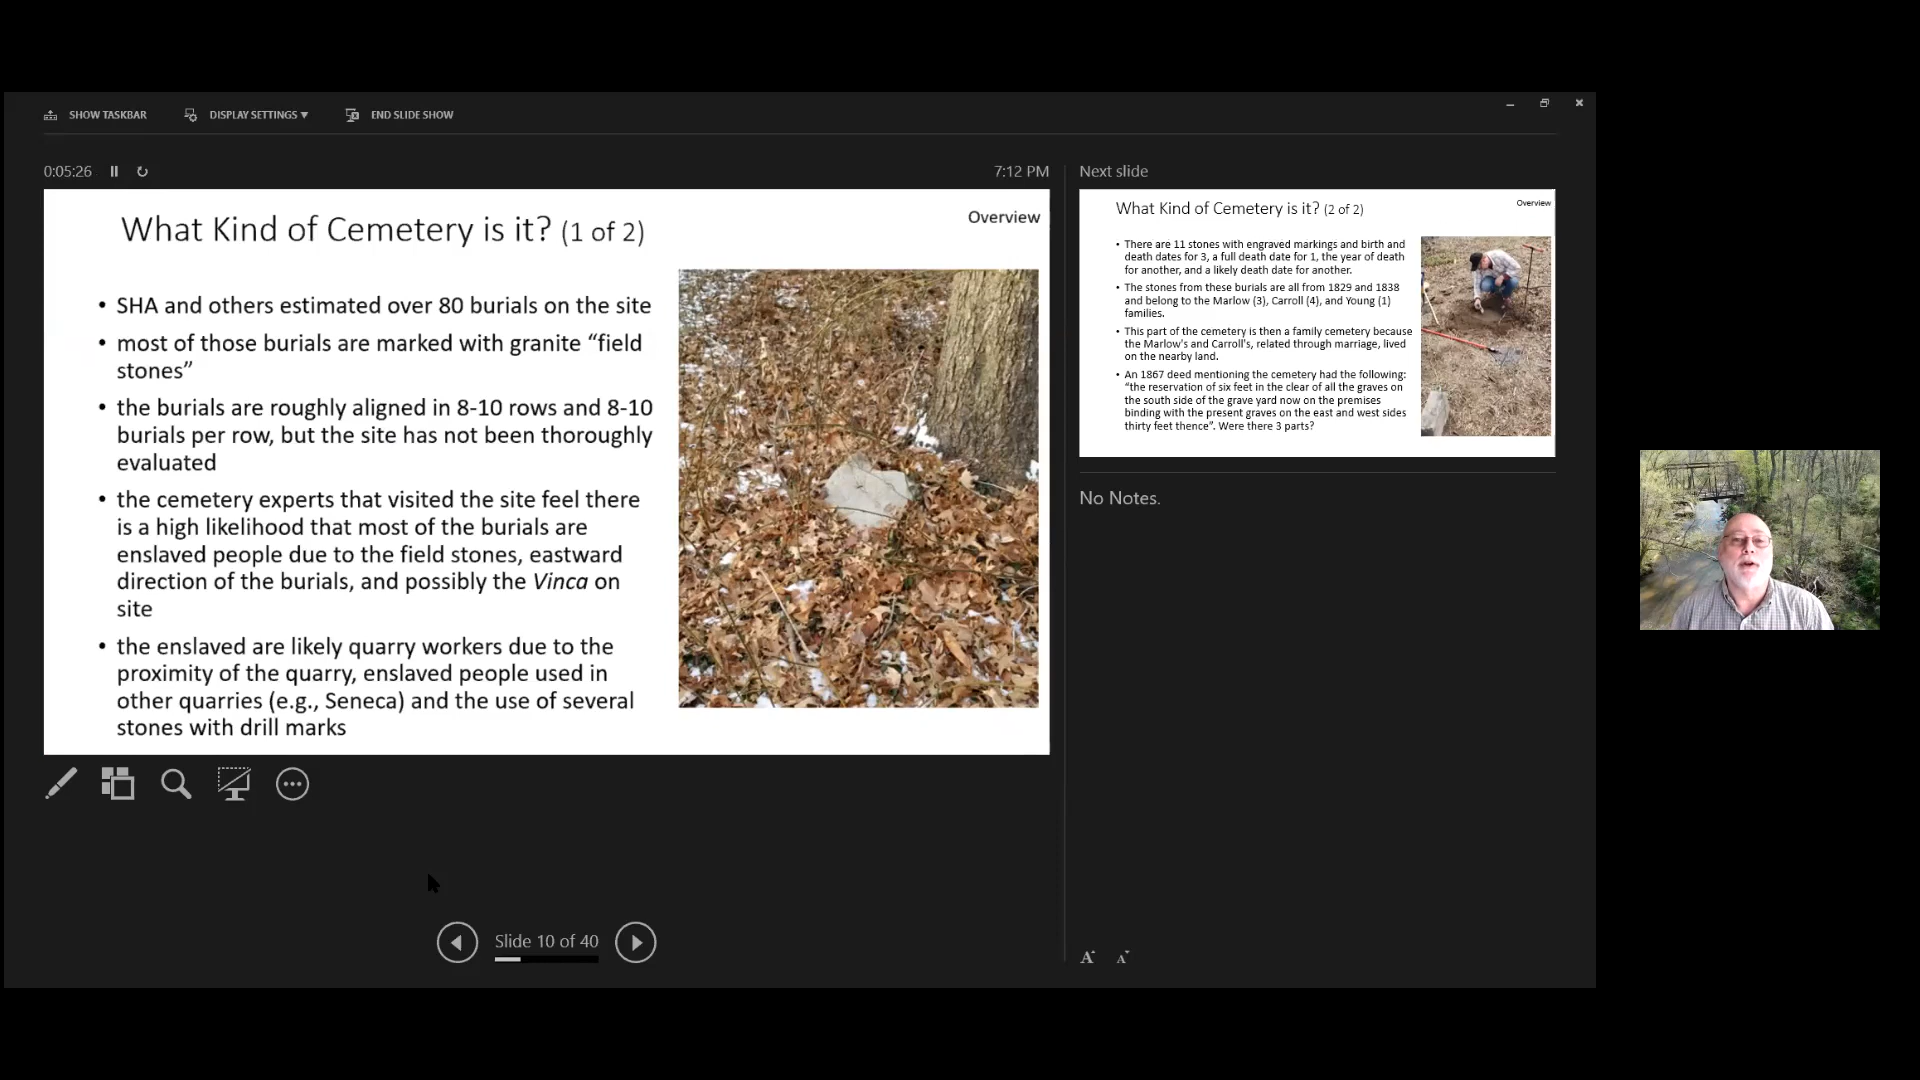 SHOW TASKBAR
DISPLAY SETTINGS ▾
END SLIDE SHOW
0:05:26
7:12 PM
What Kind of Cemetery is it? (1 of 2)
Overview
• SHA and others estimated over 80 burials on the site
• most of those burials are marked with granite “field
stones”
• the burials are roughly aligned in 8-10 rows and 8-10
burials per row, but the site has not been thoroughly
evaluated
• the cemetery experts that visited the site feel there
is a high likelihood that most of the burials are
enslaved people due to the field stones, eastward
direction of the burials, and possibly the Vinca on
site
• the enslaved are likely quarry workers due to the
proximity of the quarry, enslaved people used in
other quarries (e.g., Seneca) and the use of several
stones with drill marks
Slide 10 of 40
Next slide
What Kind of Cemetery is it? (2 of 2)
Overview
• There are 11 stones with engraved markings and birth and
death dates for 3, a full death date for 1, the year of death
for another, and a likely death date for another.
• The stones from these burials are all from 1829 and 1838
and belong to the Marlow (3), Carroll (4), and Young (1)
families.
• This part of the cemetery is then a family cemetery because
the Marlow's and Carroll's, related through marriage, lived
on the nearby land.
• An 1867 deed mentioning the cemetery had the following:
“the reservation of six feet in the clear of all the graves on
the south side of the grave yard now on the premises
binding with the present graves on the east and west sides
thirty feet thence”. Were there 3 parts?
No Notes.
A A